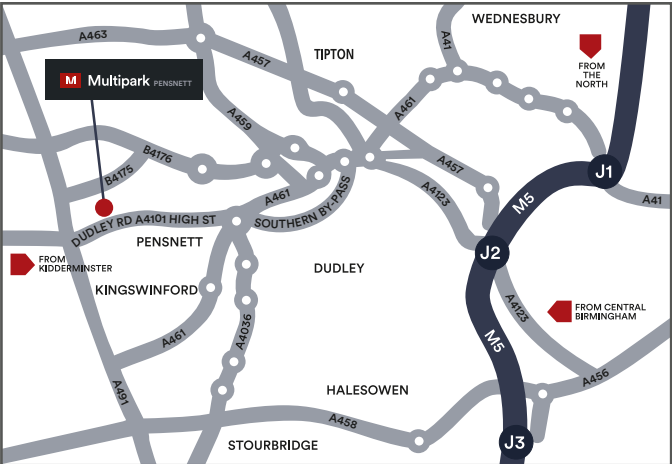 WEDNESBURY
A463
A41
TIPTON
A457
FROM
THE
NORTH
M Multipark PENSNETT
A461
A459
B4176
A457
J1
B4175
A4123
A461
A41
M5
DUDLEY RD A4101 HIGH ST
SOUTHERN BY-PASS
PENSNETT
J2
FROM
KIDDERMINSTER
DUDLEY
KINGSWINFORD
A4123
FROM CENTRAL
BIRMINGHAM
A4036
A461
M5
A456
A491
HALESOWEN
A458
STOURBRIDGE
J3